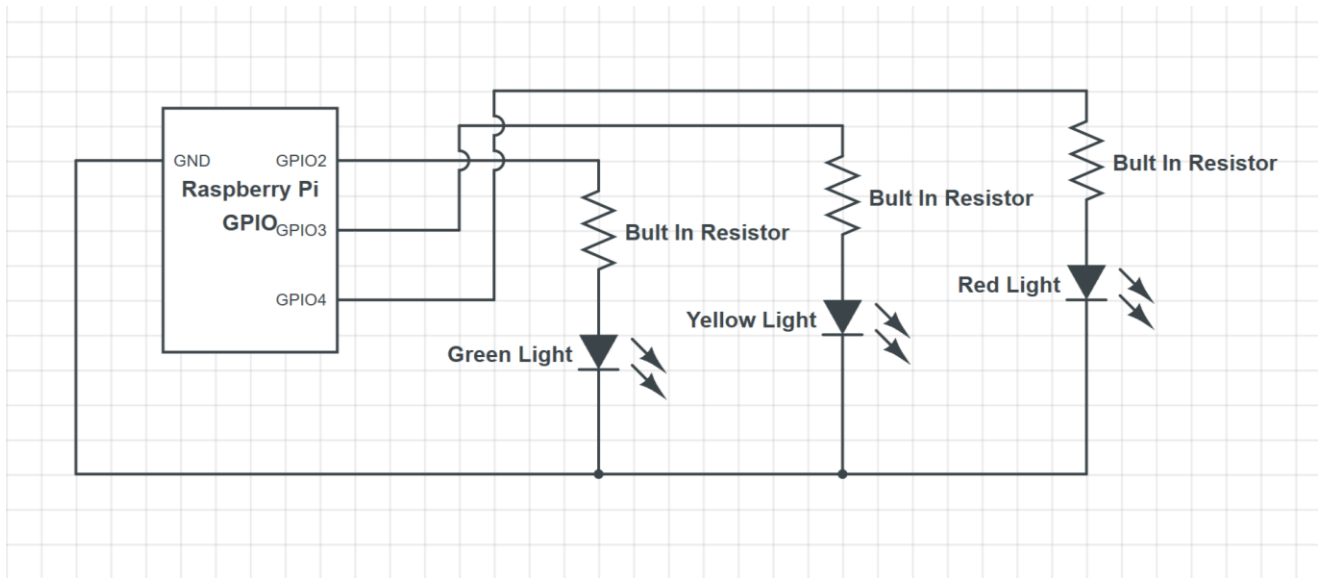 GND
GPIO2
Raspberry Pi
GPIO
GPIO3
GPIO4
Bult In Resistor
Green Light
Bult In Resistor
Yellow Light
Bult In Resistor
Red Light